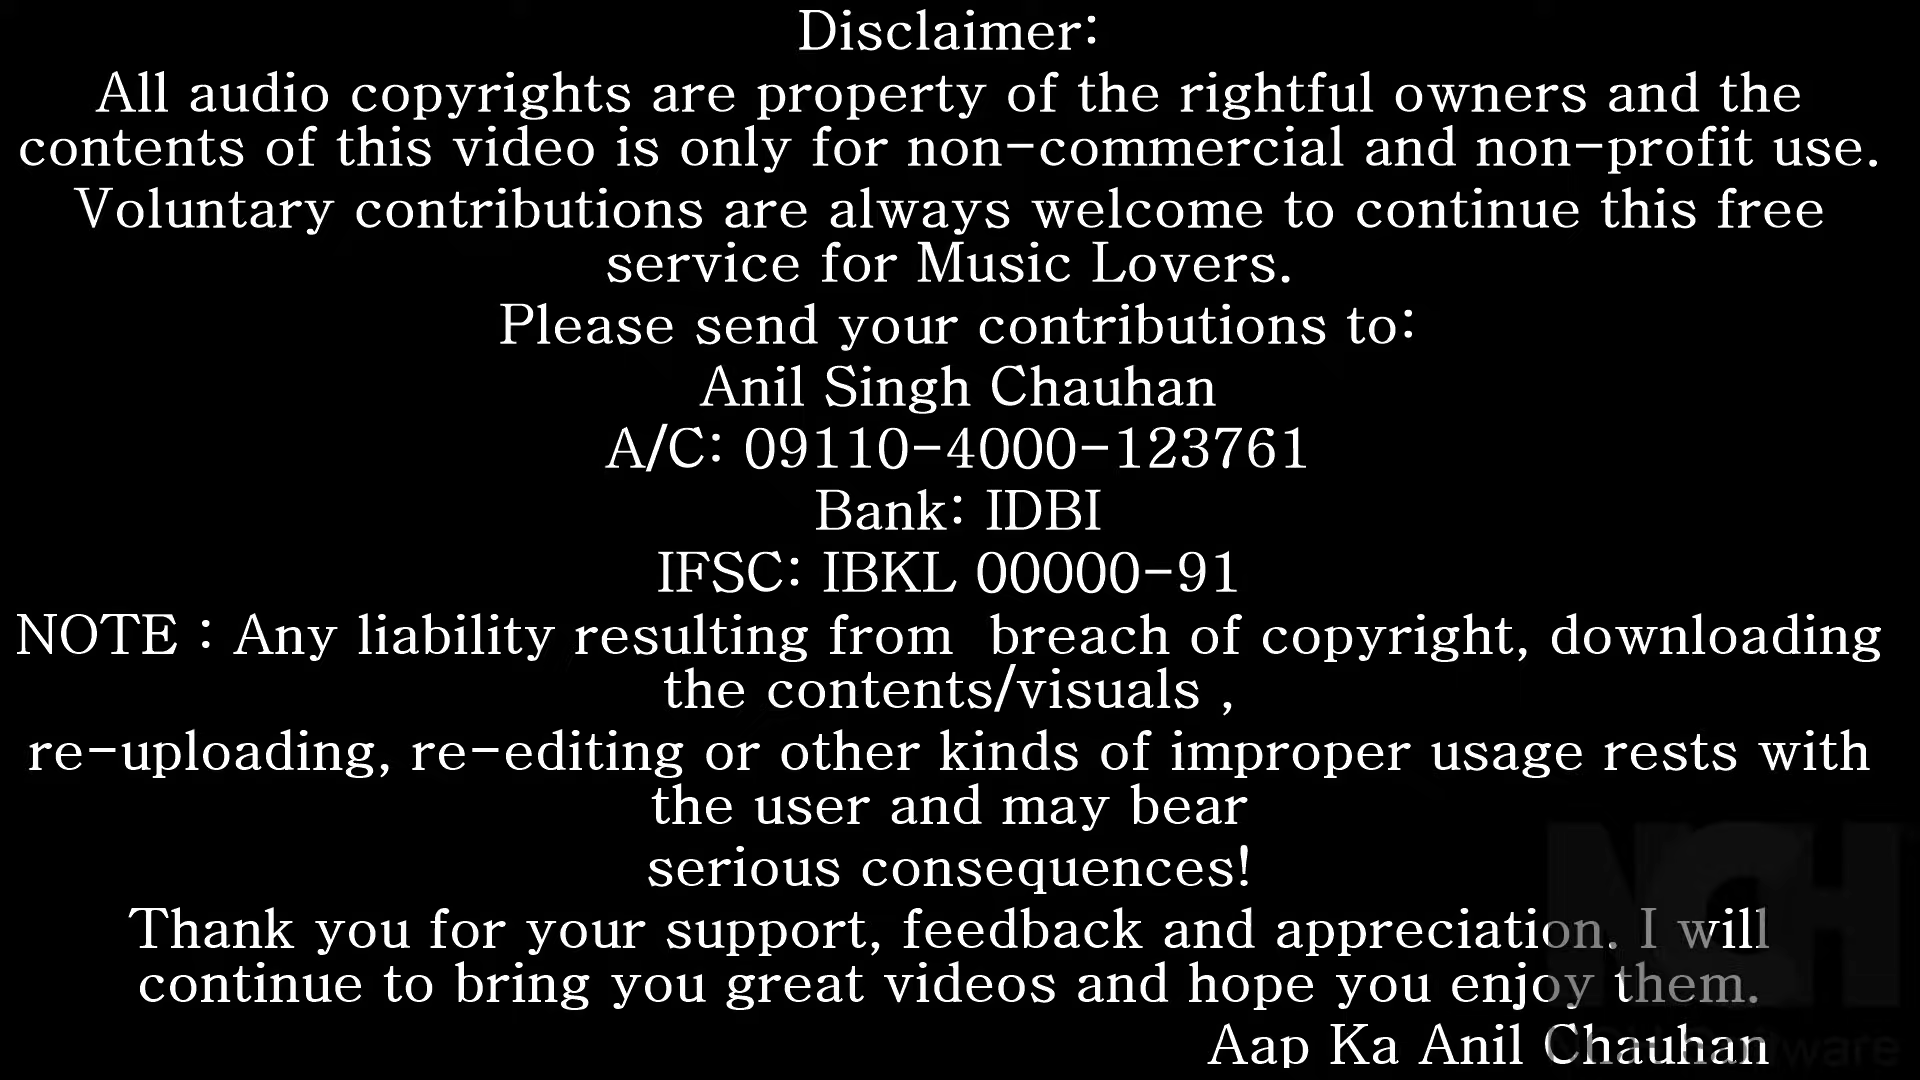 Disclaimer:
All audio copyrights are property of the rightful owners and the
contents of this video is only for non-commercial and non-profit use.
Voluntary contributions are always welcome to continue this free
service for Music Lovers.
Please send your contributions to:
Anil Singh Chauhan
A/C: 09110-4000-123761
Bank: IDBI
IFSC: IBKL 00000-91
NOTE : Any liability resulting from  breach of copyright, downloading
the contents/visuals ,
re-uploading, re-editing or other kinds of improper usage rests with
the user and may bear
serious consequences!
Thank you for your support, feedback and appreciation. I will
continue to bring you great videos and hope you enjoy them.
Aap Ka Anil Chauhan
NCH
NCH Software